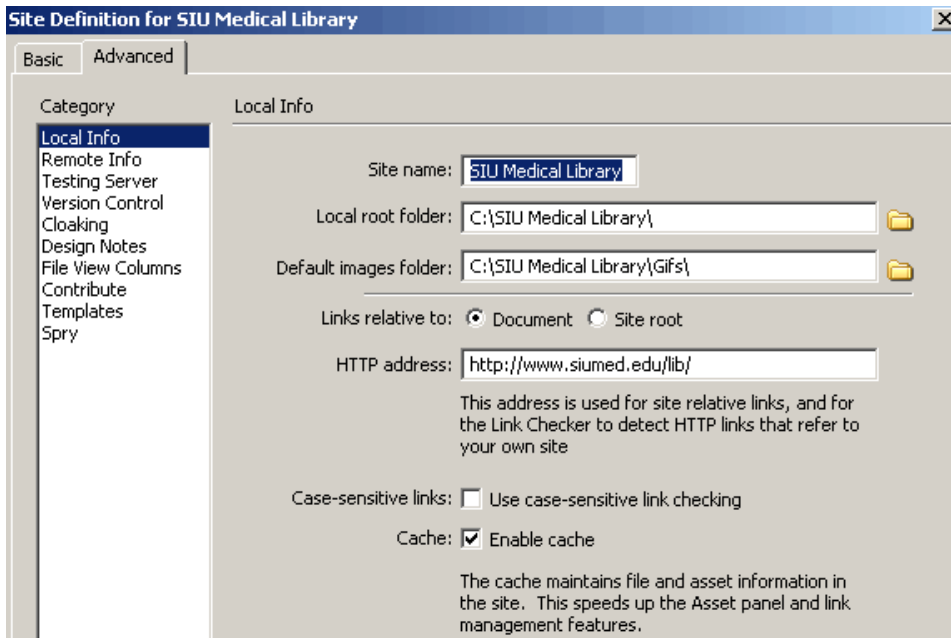 Site Definition for SIU Medical Library
Basic
Advanced
Category
Local Info
Remote Info
Testing Server
Version Control
Cloaking
Design Notes
File View Columns
Contribute
Templates
Spry
Local Info
Site name: SIU Medical Library
Local root folder: C:\SIU Medical Library\
Default images folder: C:\SIU Medical Library\Gifs\
Links relative to: Document Site root
HTTP address: http://www.siumed.edu/lib/
This address is used for site relative links, and for
the Link Checker to detect HTTP links that refer to
your own site
Case-sensitive links: Use case-sensitive link checking
Cache: Enable cache
The cache maintains file and asset information in
the site. This speeds up the Asset panel and link
management features.